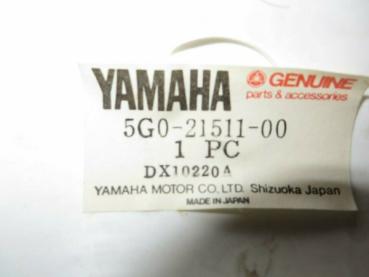 YAMAHA GENUINE
parts & accessories
5G0-21511-00
1 PC
DX10220A
YAMAHA MOTOR CO., LTD. Shizuoka Japan
MADE IN JAPAN